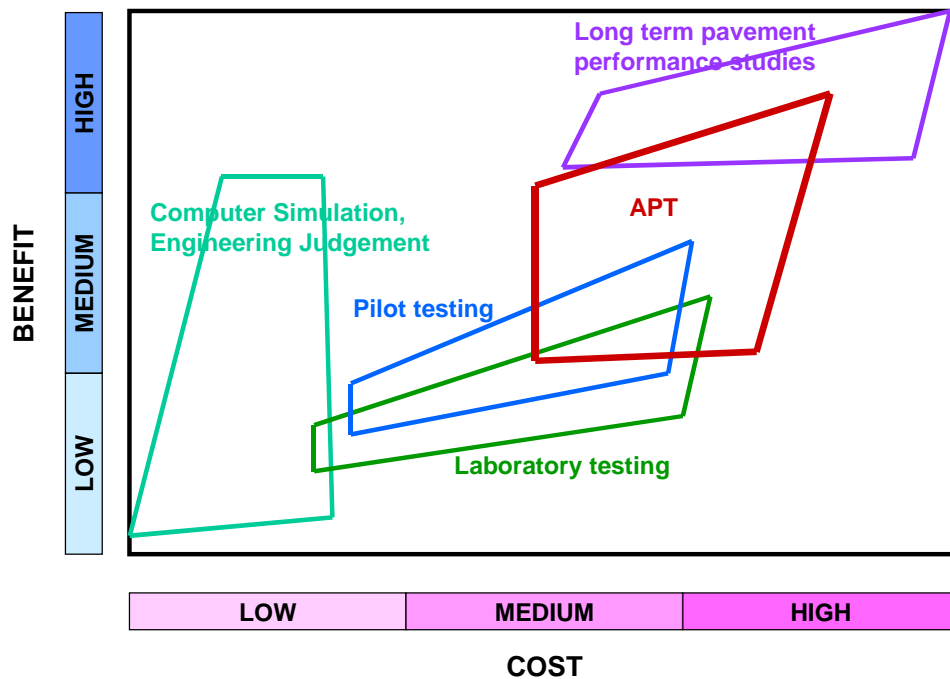 Long term pavement
performance studies
HIGH
APT
Computer Simulation,
Engineering Judgement
BENEFIT
MEDIUM
Pilot testing
LOW
Laboratory testing
LOW
MEDIUM
HIGH
COST